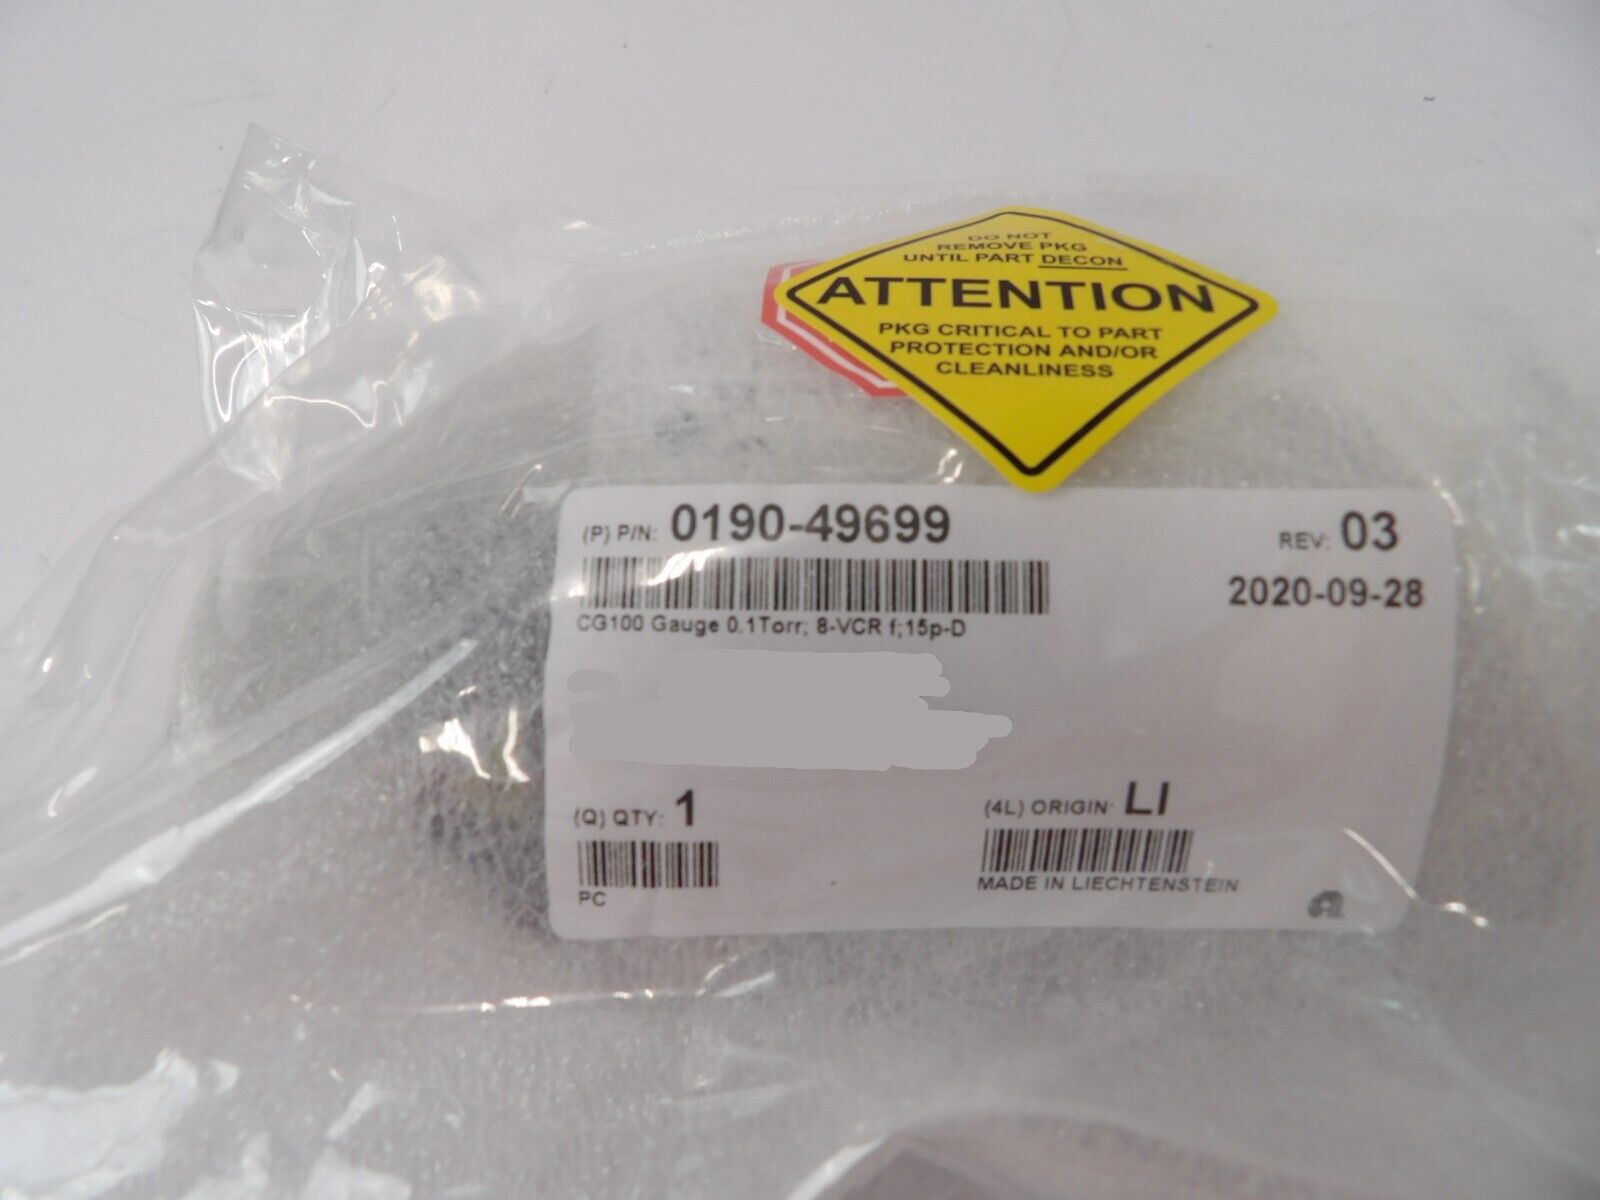 DO NOT
REMOVE PKG
UNTIL PART DECON
ATTENTION
PKG CRITICAL TO PART
PROTECTION AND/OR
CLEANLINESS
(P) P/N: 0190-49699
REV: 03
2020-09-28
CG100 Gauge 0.1Torr; 8-VCR f;15p-D
(Q) QTY: 1
PC
(4L) ORIGIN: LI
MADE IN LIECHTENSTEIN